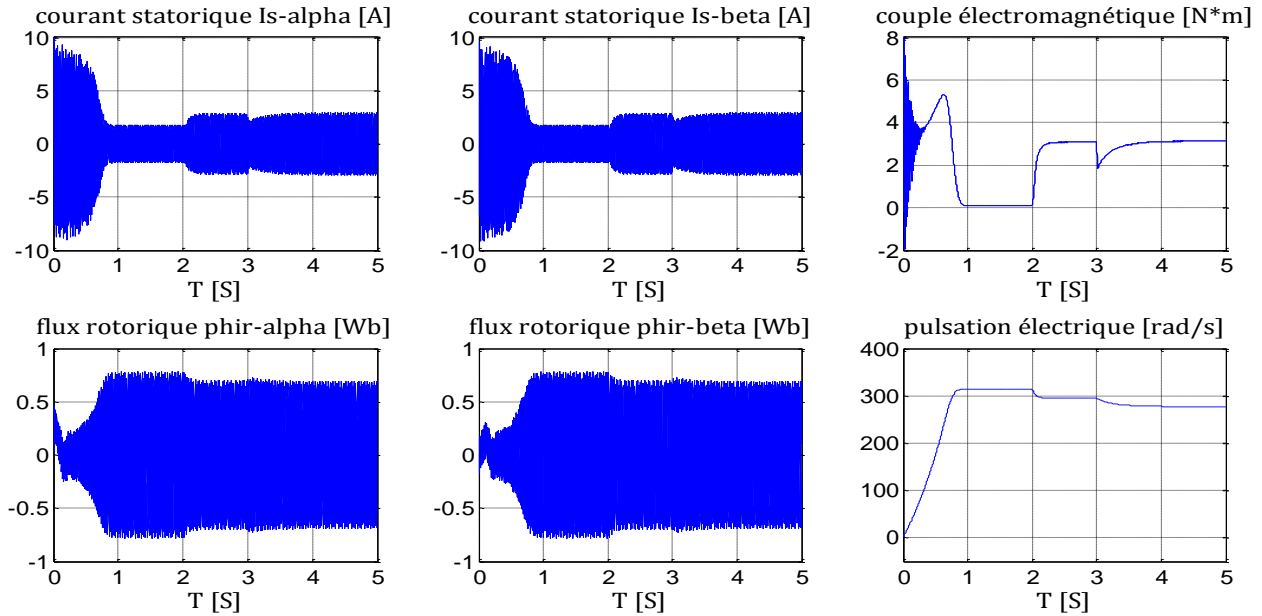 courant statorique Is-alpha [A]
10
5
0
-5
-10
0 1 2 3 4 5
T [S]
courant statorique Is-beta [A]
10
5
0
-5
-10
0 1 2 3 4 5
T [S]
couple électromagnétique [N*m]
8
6
4
2
0
-2
0 1 2 3 4 5
T [S]
flux rotorique phir-alpha [Wb]
1
0.5
0
-0.5
-1
0 1 2 3 4 5
T [S]
flux rotorique phir-beta [Wb]
1
0.5
0
-0.5
-1
0 1 2 3 4 5
T [S]
pulsation électrique [rad/s]
400
300
200
100
0
0 1 2 3 4 5
T [S]